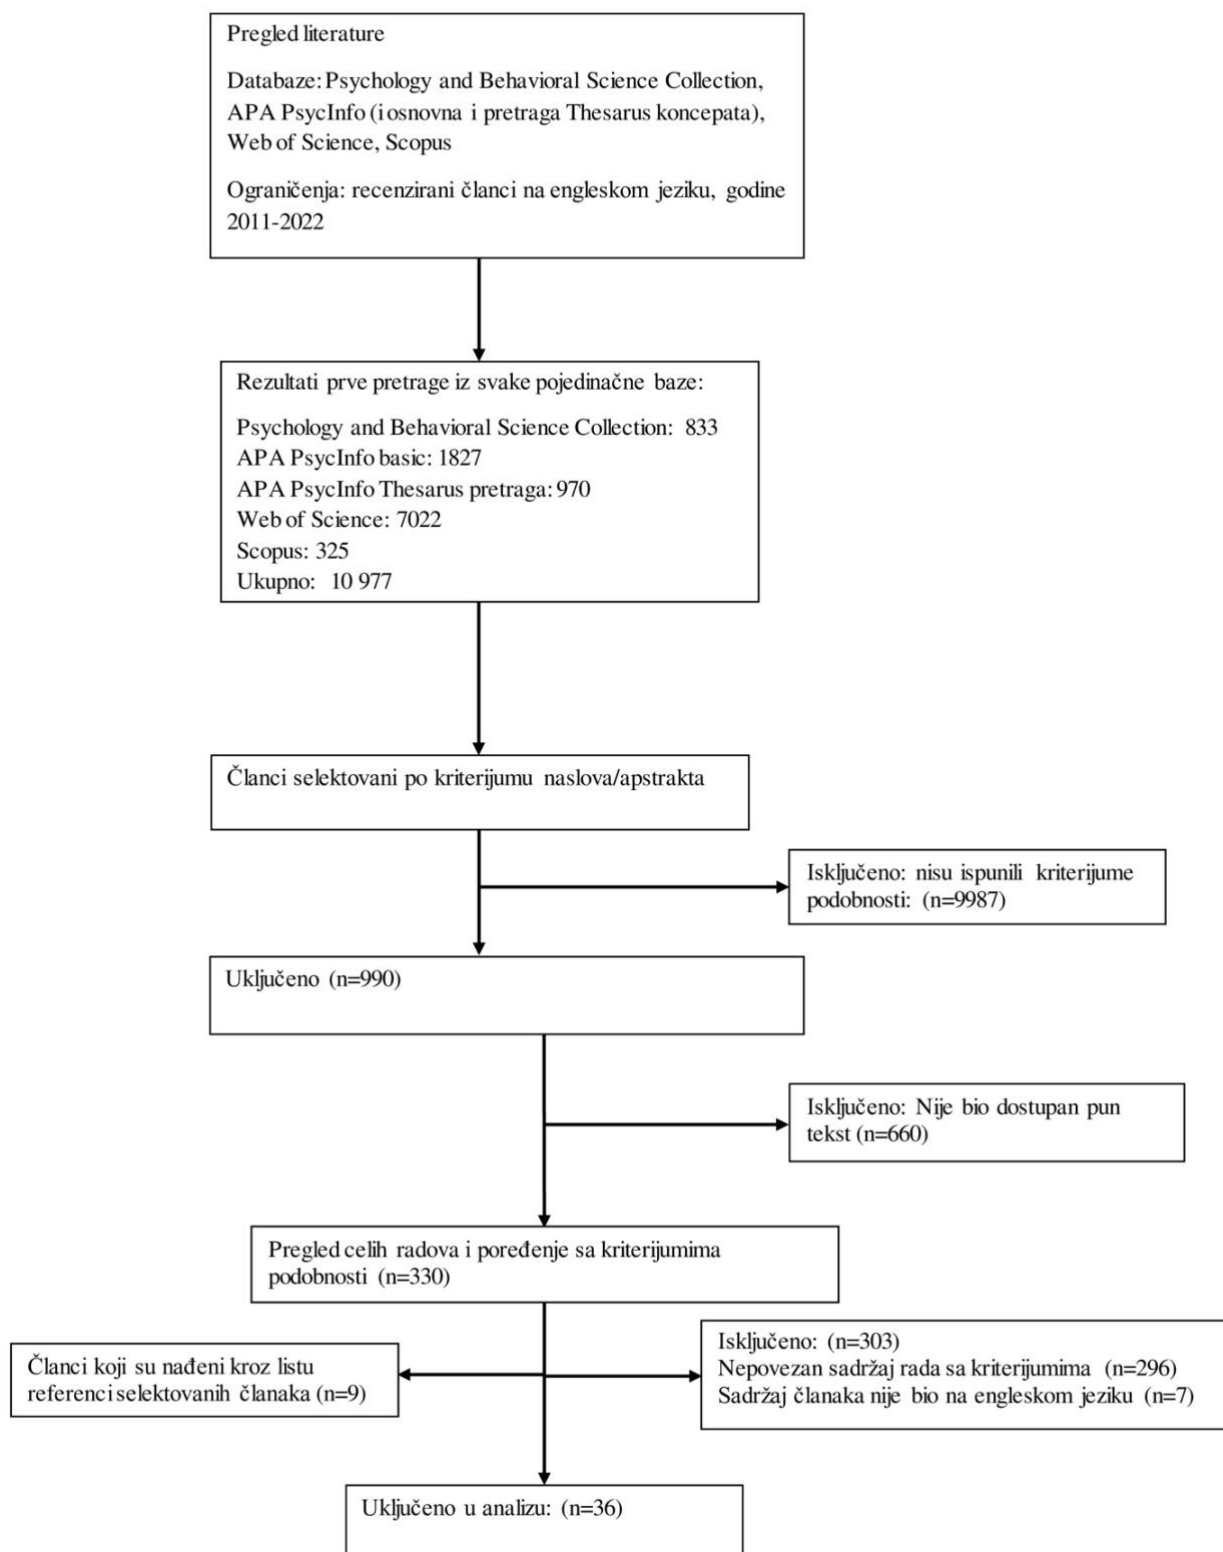 Pregled literature
Databaze: Psychology and Behavioral Science Collection,
APA PsycInfo (i osnovna i pretraga Thesarus koncepata),
Web of Science, Scopus
Ograničenja: recenzirani članci na engleskom jeziku, godine
2011-2022
Rezultati prve pretrage iz svake pojedinačne baze:
Psychology and Behavioral Science Collection: 833
APA PsycInfo basic: 1827
APA PsycInfo Thesarus pretraga: 970
Web of Science: 7022
Scopus: 325
Ukupno: 10 977
Članci selektovani po kriterijumu naslova/apstrakta
Isključeno: nisu ispunili kriterijume
podobnosti: (n=9987)
Uključeno (n=990)
Isključeno: Nije bio dostupan pun
tekst (n=660)
Pregled celih radova i poređenje sa kriterijumima
podobnosti (n=330)
Članci koji su nađeni kroz listu
referenci selektovanih članaka (n=9)
Isključeno: (n=303)
Nepovezan sadržaj rada sa kriterijumima (n=296)
Sadržaj članaka nije bio na engleskom jeziku (n=7)
Uključeno u analizu: (n=36)